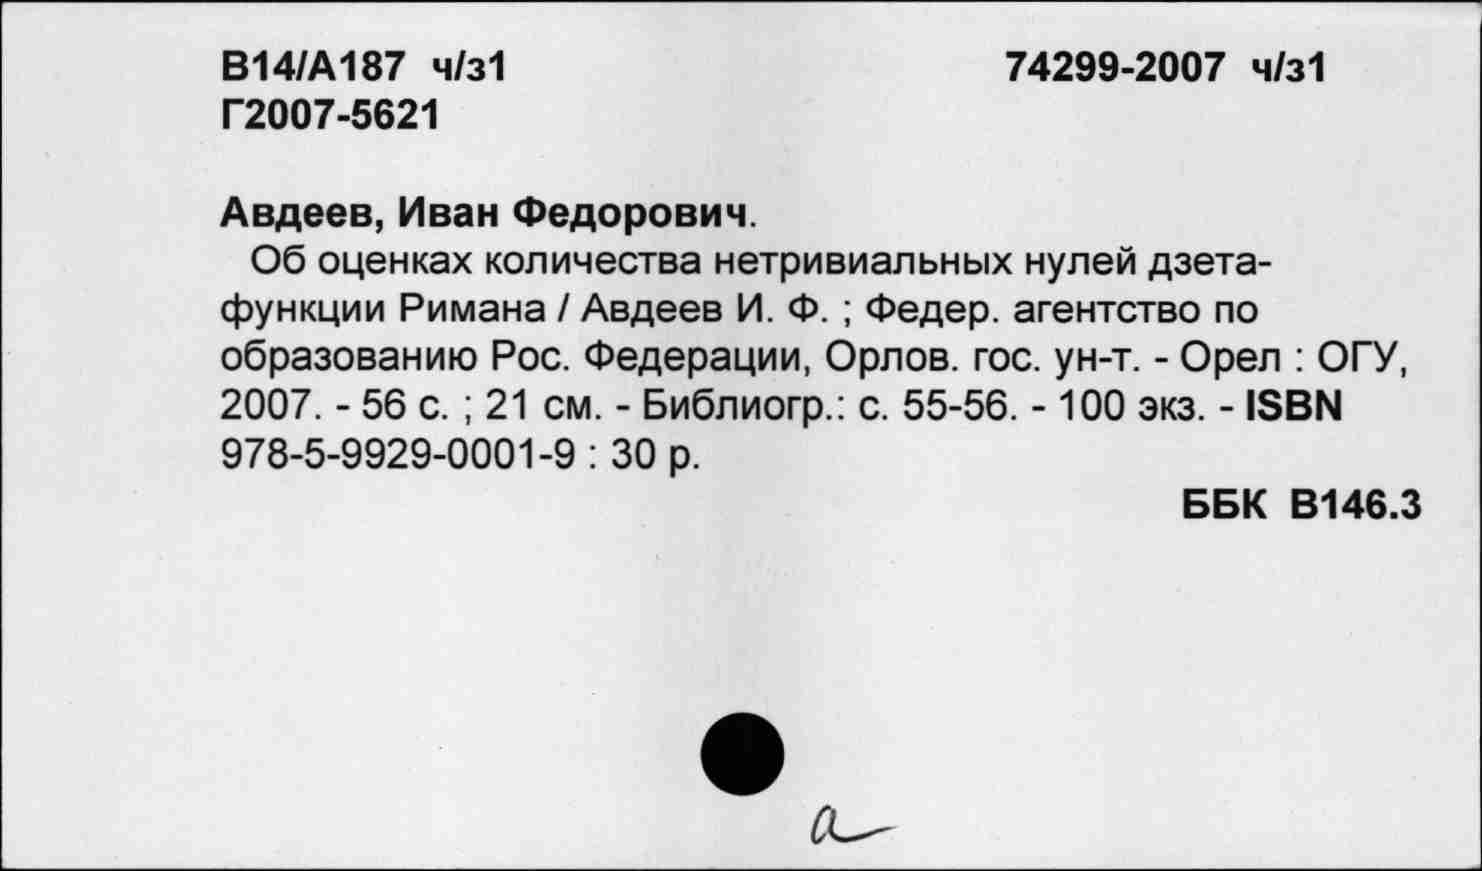 В14/А187 ч/з1 74299-2007 ч/з1
Г2007-5621
Авдеев, Иван Федорович.
Об оценках количества нетривиальных нулей дзета-
функции Римана / Авдеев И. Ф. ; Федер. агентство по
образованию Рос. Федерации, Орлов. гос. ун-т. - Орел : ОГУ,
2007. - 56 с. ; 21 см. - Библиогр.: с. 55-56. - 100 экз. - ISBN
978-5-9929-0001-9 : 30 р.
ББК В146.3
а